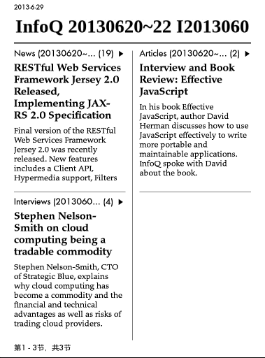 2013-6-29
InfoQ 20130620~22 I2013060
News (20130620~... (19) ▸
RESTful Web Services
Framework Jersey 2.0
Released,
Implementing JAX-
RS 2.0 Specification
Final version of the RESTful
Web Services Framework
Jersey 2.0 was recently
released. New features
includes a Client API,
Hypermedia support, Filters
Articles (20130620~... (2) ▸
Interview and Book
Review: Effective
JavaScript
In his book Effective
JavaScript, author David
Herman discusses how to use
JavaScript effectively to write
more portable and
maintainable applications.
InfoQ spoke with David
about the book.
Interviews (2013060... (4) ▸
Stephen Nelson-
Smith on cloud
computing being a
tradable commodity
Stephen Nelson-Smith, CTO
of Strategic Blue, explains
why cloud computing has
become a commodity and the
financial and technical
advantages as well as risks of
trading cloud providers.
第1 - 3节，共3节